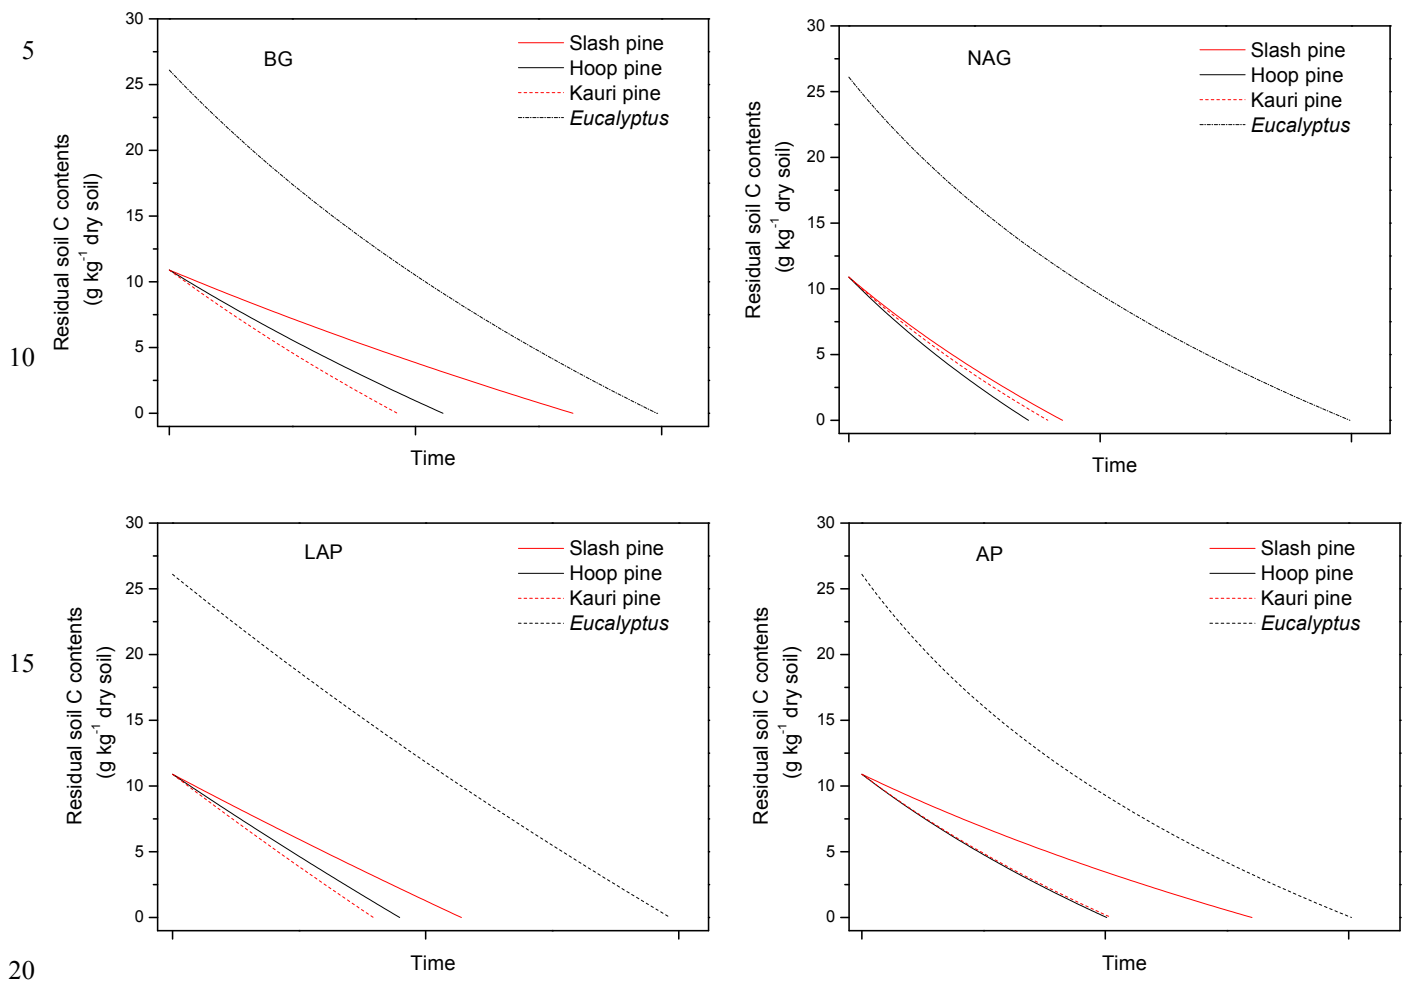 5
10
15
20
BG
Slash pine
Hoop pine
Kauri pine
Eucalyptus
30
25
20
15
10
5
0
Residual soil C contents
(g kg-1 dry soil)
Time
NAG
Slash pine
Hoop pine
Kauri pine
Eucalyptus
30
25
20
15
10
5
0
Residual soil C contents
(g kg-1 dry soil)
Time
LAP
Slash pine
Hoop pine
Kauri pine
Eucalyptus
30
25
20
15
10
5
0
Residual soil C contents
(g kg-1 dry soil)
Time
AP
Slash pine
Hoop pine
Kauri pine
Eucalyptus
30
25
20
15
10
5
0
Residual soil C contents
(g kg-1 dry soil)
Time